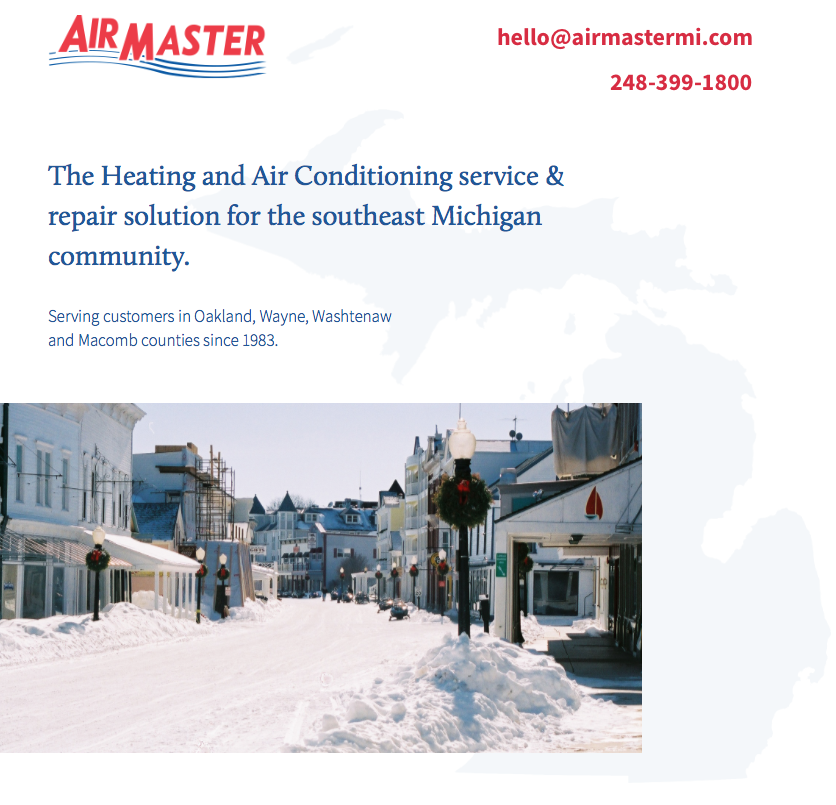 AIR MASTER
hello@airmastermi.com
248-399-1800
The Heating and Air Conditioning service &
repair solution for the southeast Michigan
community.
Serving customers in Oakland, Wayne, Washtenaw
and Macomb counties since 1983.